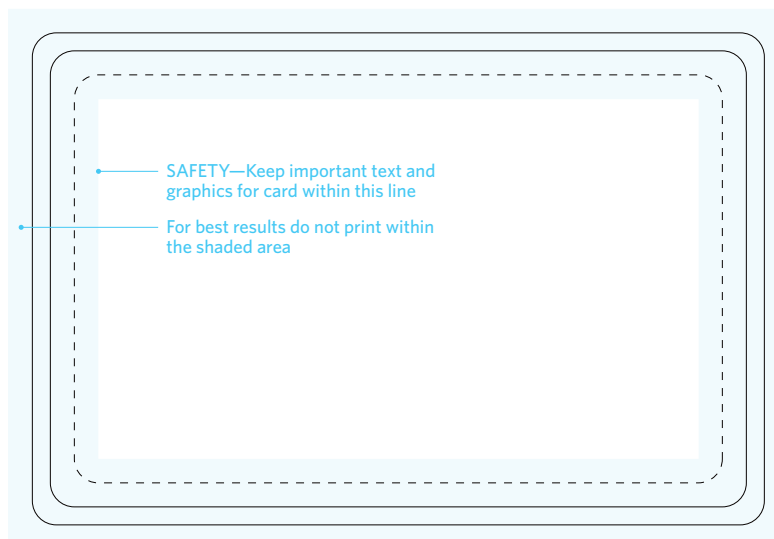 SAFETY—Keep important text and
graphics for card within this line
For best results do not print within
the shaded area